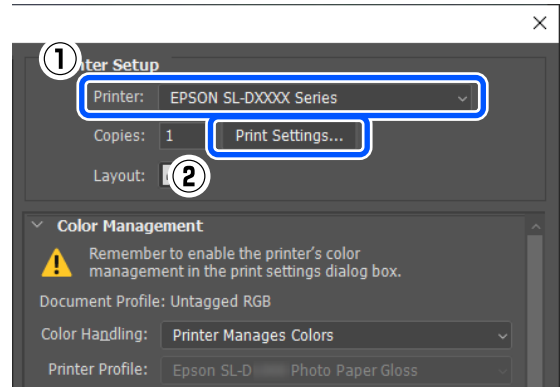 ①
ter Setup
Printer: EPSON SL-DXXXX Series
Copies: 1 Print Settings...
Layout:
②
Color Management
Remember to enable the printer's color
management in the print settings dialog box.
Document Profile: Untagged RGB
Color Handling: Printer Manages Colors
Printer Profile: Epson SL-D Photo Paper Gloss